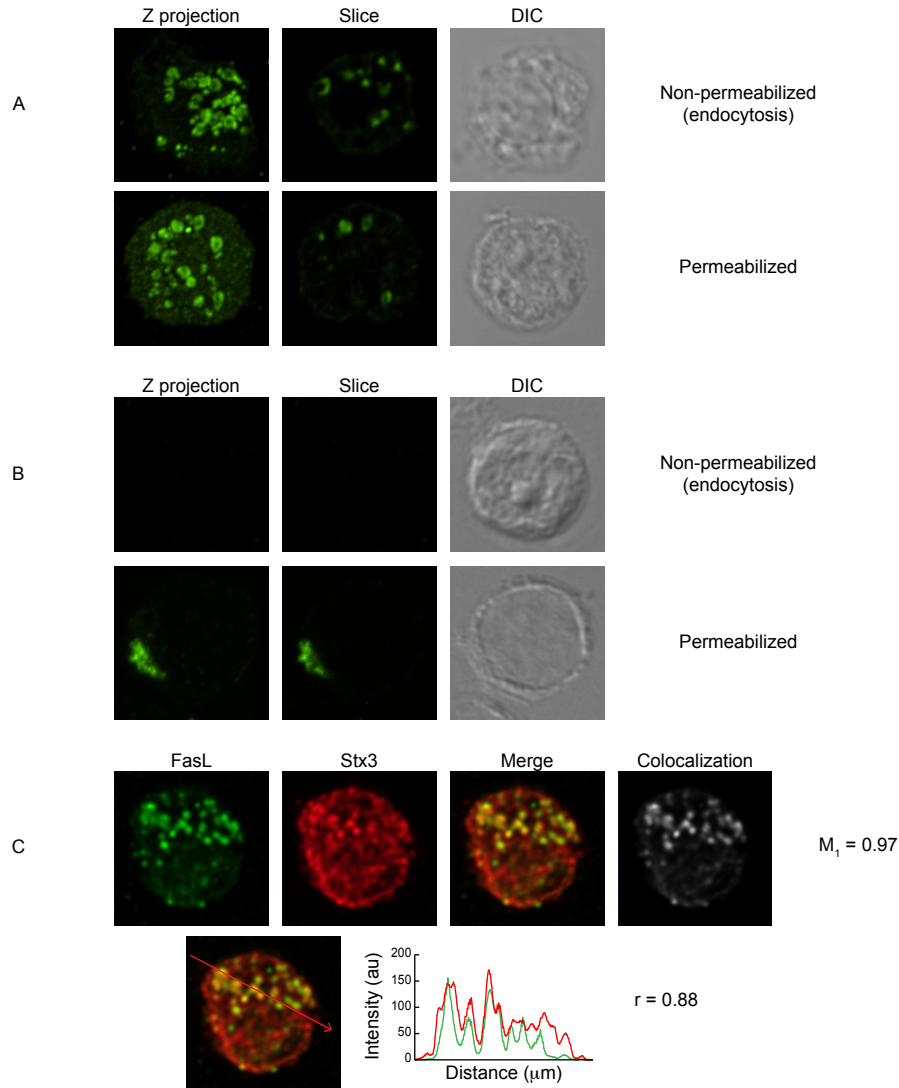 Z projection Slice DIC
A
Non-permeabilized
(endocytosis)
Permeabilized
Z projection Slice DIC
B
Non-permeabilized
(endocytosis)
Permeabilized
FasL Stx3 Merge Colocalization
C
M₁ = 0.97
Intensity (au)
200
150
100
50
0
Distance (μm)
r = 0.88